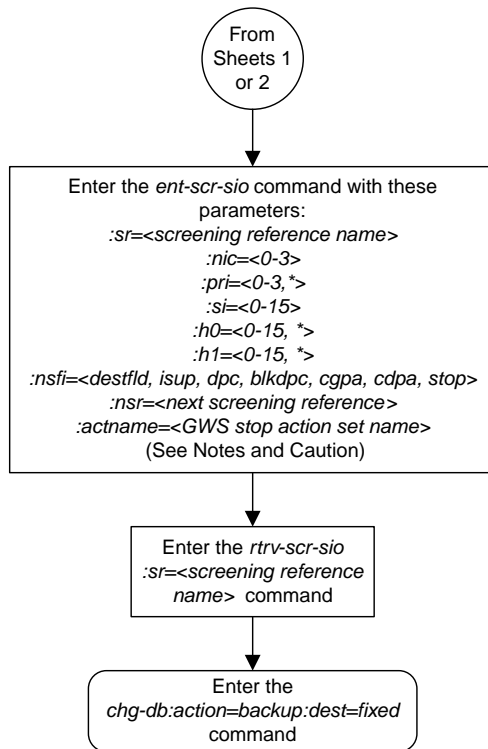 From
Sheets 1
or 2
Enter the ent-scr-sio command with these
parameters:
:sr=<screening reference name>
:nic=<0-3>
:pri=<0-3,*>
:si=<0-15>
:h0=<0-15, *>
:h1=<0-15, *>
:nsfi=<destfld, isup, dpc, blkdpc, cgpa, cdpa, stop>
:nsr=<next screening reference>
:actname=<GWS stop action set name>
(See Notes and Caution)
Enter the rtrv-scr-sio
:sr=<screening reference
name> command
Enter the
chg-db:action=backup:dest=fixed
command